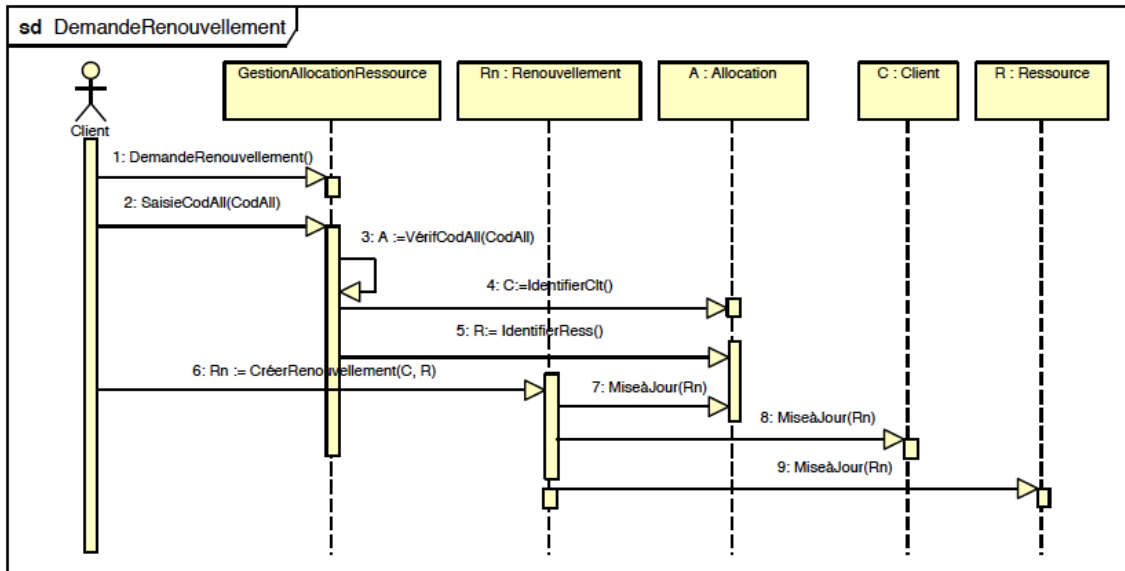 sd DemandeRenouvellement
GestionAllocationRessource
Rn : Renouvellement
A : Allocation
C : Client
R : Ressource
Client
1: DemandeRenouvellement()
2: SaisieCodAll(CodAll)
3: A :=VérifCodAll(CodAll)
4: C:=IdentifierClt()
5: R:= IdentifierRess()
6: Rn := CréerRenouvellement(C, R)
7: MiseàJour(Rn)
8: MiseàJour(Rn)
9: MiseàJour(Rn)